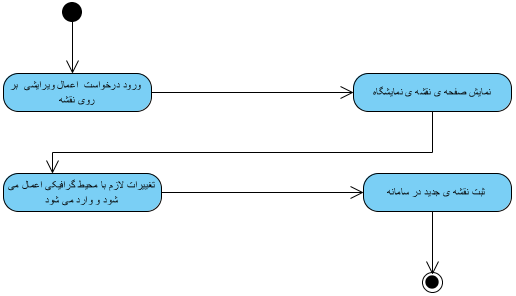 ورود درخواست اعمال ویرایشی بر
روی نقشه
نمایش صفحه ی نقشه ی نمایشگاه
تغییرات لازم با محیط گرافیکی اعمال می
شود و وارد می شود
ثبت نقشه ی جدید در سامانه